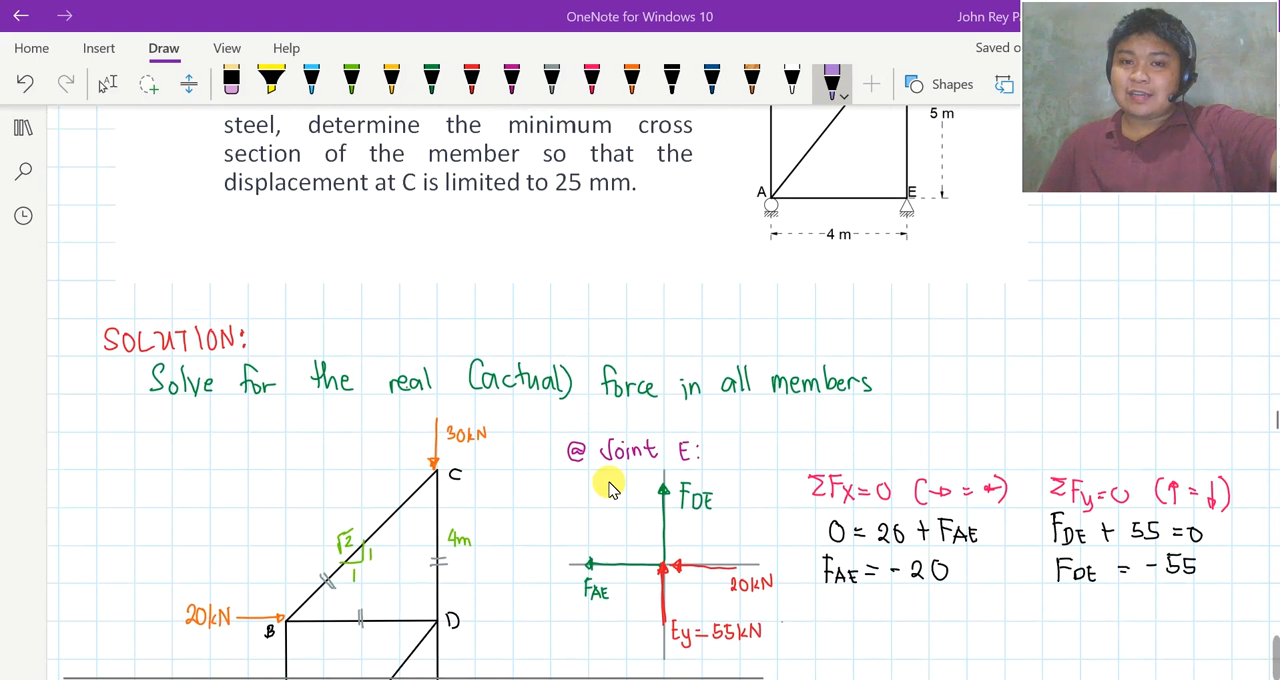 OneNote for Windows 10
John Rey P
Home Insert Draw View Help
Saved o
Shapes
steel, determine the minimum cross
section of the member so that the
displacement at C is limited to 25 mm.
5 m
A
E
4 m
SOLUTION:
Solve for the real (actual) force in all members
30kN
C
√2
1
1
4m
20kN
B
D
@ Joint E:
FDE
FAE
20kN
Ey=55kN
ΣFx=0 (→=←)
0=20+FAE
FAE=-20
ΣFy=0 (↑=↓)
FDE+55=0
FDE=-55